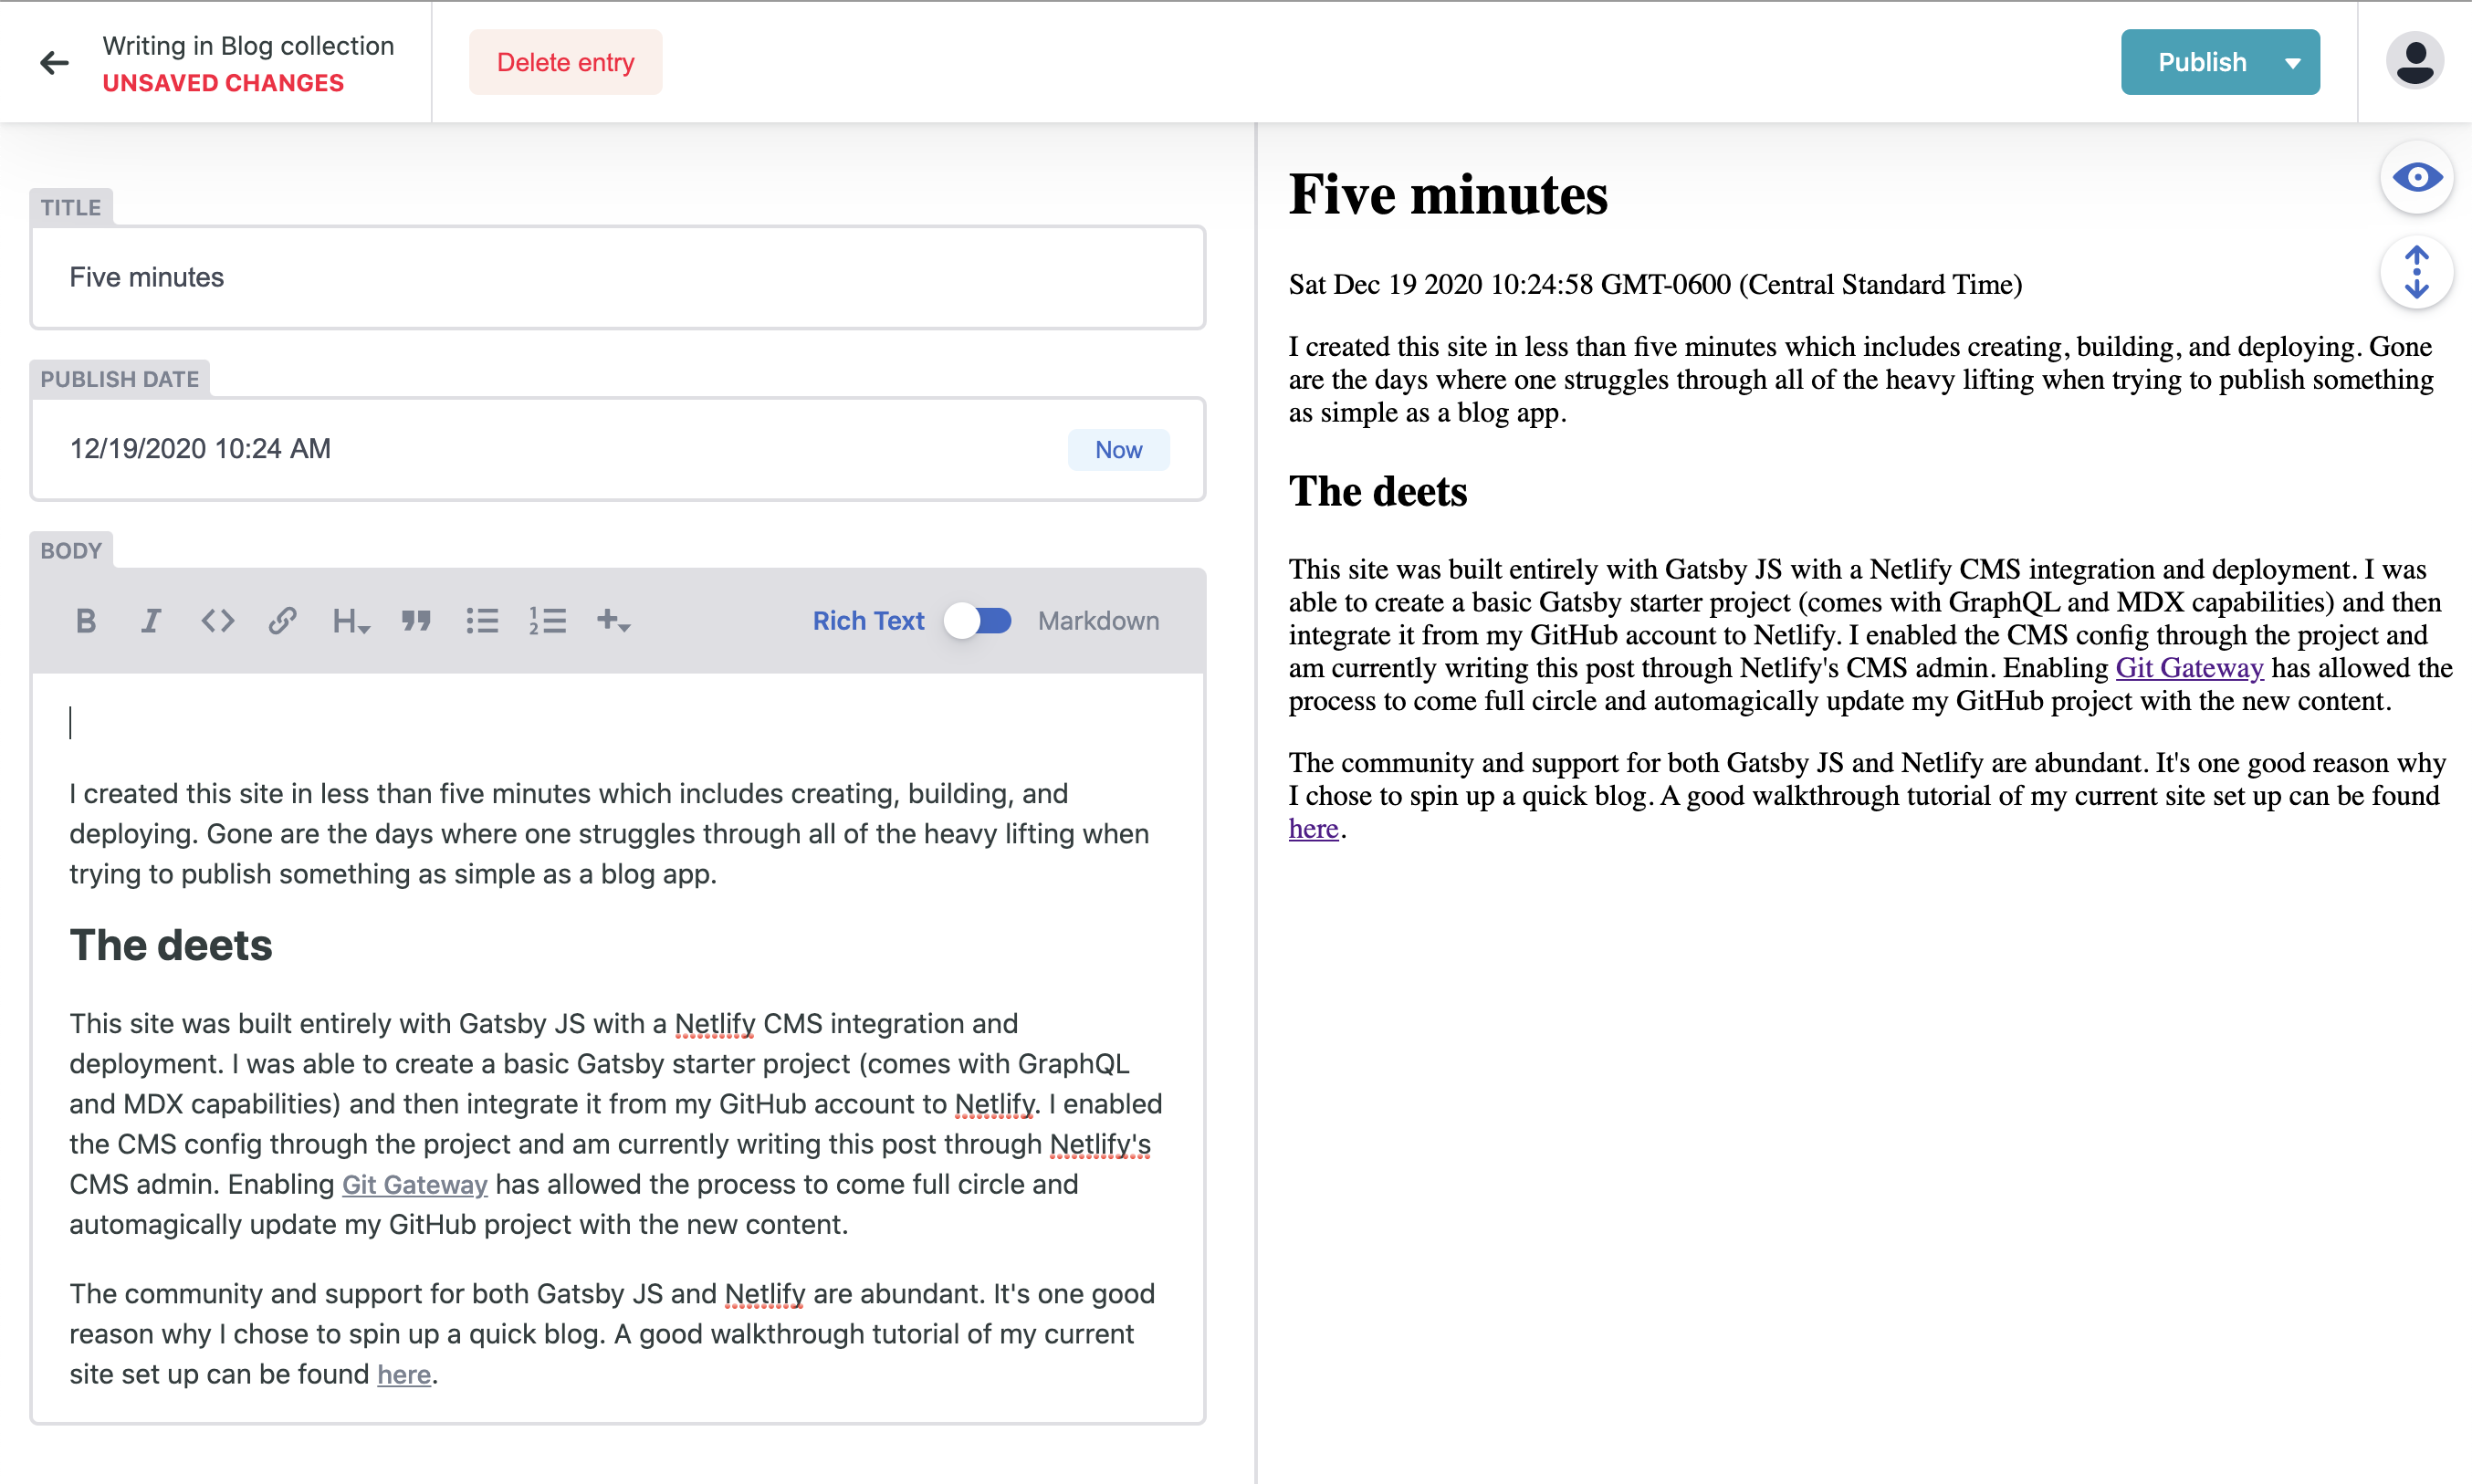 Writing in Blog collection
UNSAVED CHANGES
Delete entry
Publish
TITLE
Five minutes
PUBLISH DATE
12/19/2020 10:24 AM
Now
BODY
B I <> H
Rich Text
Markdown
I created this site in less than five minutes which includes creating, building, and
deploying. Gone are the days where one struggles through all of the heavy lifting when
trying to publish something as simple as a blog app.
The deets
This site was built entirely with Gatsby JS with a Netlify CMS integration and
deployment. I was able to create a basic Gatsby starter project (comes with GraphQL
and MDX capabilities) and then integrate it from my GitHub account to Netlify. I enabled
the CMS config through the project and am currently writing this post through Netlify's
CMS admin. Enabling Git Gateway has allowed the process to come full circle and
automagically update my GitHub project with the new content.
The community and support for both Gatsby JS and Netlify are abundant. It's one good
reason why I chose to spin up a quick blog. A good walkthrough tutorial of my current
site set up can be found here.
Five minutes
Sat Dec 19 2020 10:24:58 GMT-0600 (Central Standard Time)
I created this site in less than five minutes which includes creating, building, and deploying. Gone
are the days where one struggles through all of the heavy lifting when trying to publish something
as simple as a blog app.
The deets
This site was built entirely with Gatsby JS with a Netlify CMS integration and deployment. I was
able to create a basic Gatsby starter project (comes with GraphQL and MDX capabilities) and then
integrate it from my GitHub account to Netlify. I enabled the CMS config through the project and
am currently writing this post through Netlify's CMS admin. Enabling Git Gateway has allowed the
process to come full circle and automagically update my GitHub project with the new content.
The community and support for both Gatsby JS and Netlify are abundant. It's one good reason why
I chose to spin up a quick blog. A good walkthrough tutorial of my current site set up can be found
here.